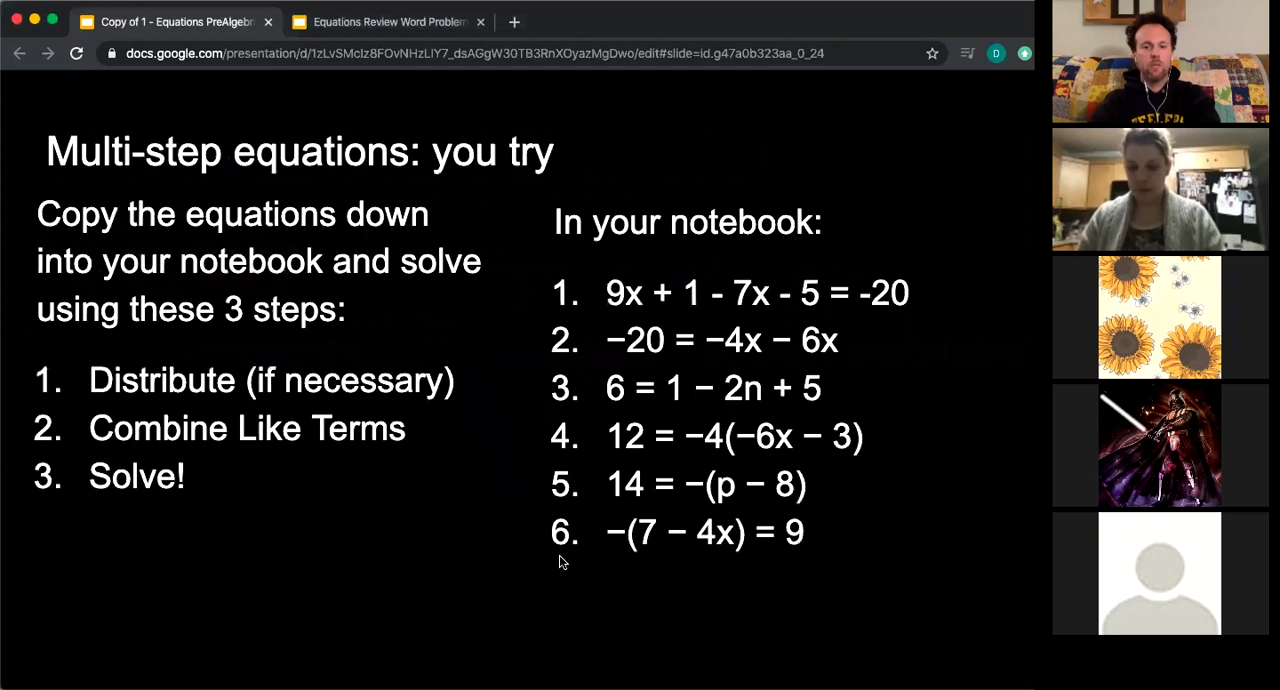 Copy of 1 - Equations PreAlgebr
Equations Review Word Problem
docs.google.com/presentation/d/1zLvSMcIz8FOvNHzLIY7_dsAGgW30TB3RnXOyazMgDwo/edit#slide=id.g47a0b323aa_0_24
D
Multi-step equations: you try
Copy the equations down
into your notebook and solve
using these 3 steps:
1. Distribute (if necessary)
2. Combine Like Terms
3. Solve!
In your notebook:
1. 9x + 1 - 7x - 5 = -20
2. −20 = −4x − 6x
3. 6 = 1 − 2n + 5
4. 12 = −4(−6x − 3)
5. 14 = −(p − 8)
6. −(7 − 4x) = 9